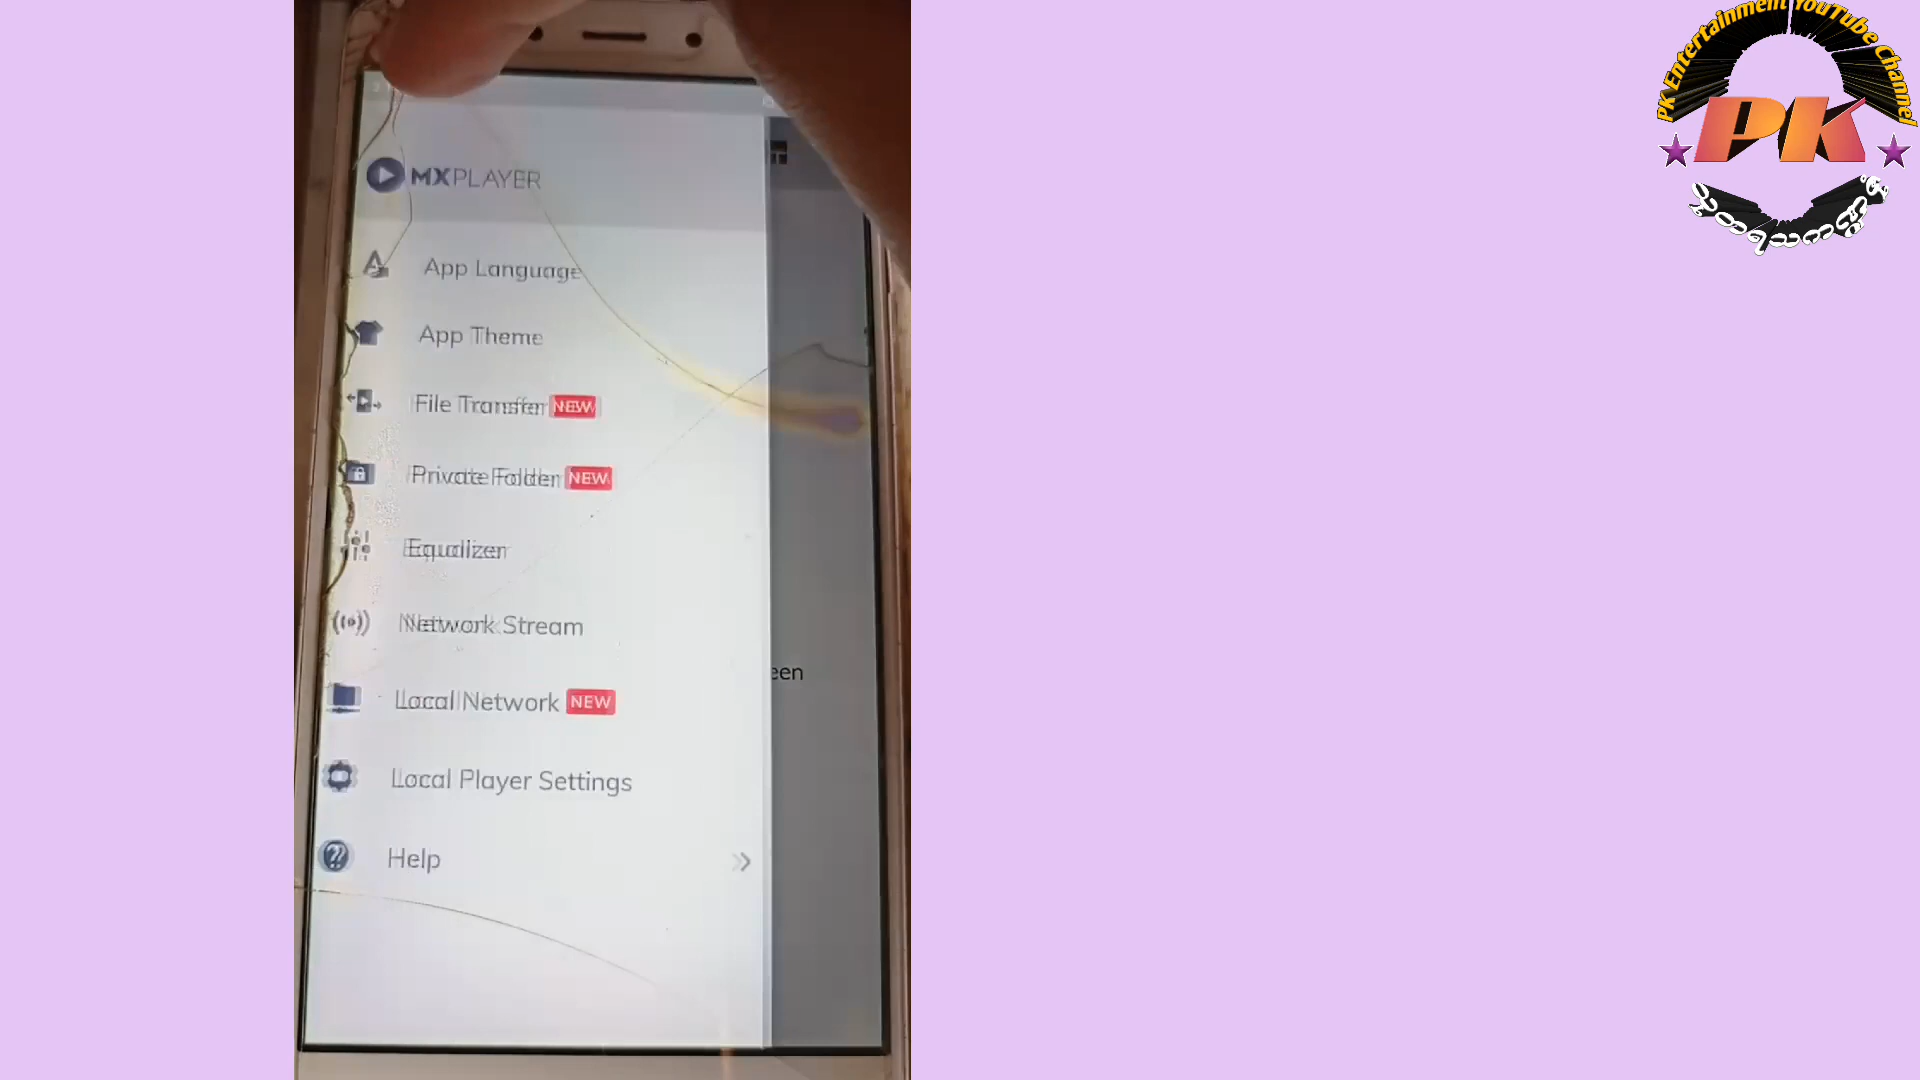 PK Entertainment YouTube Channel
PK
MXPLAYER
App Language
App Theme
File Transfer NEW
Private Folder NEW
Equalizer
Network Stream
een
Local Network NEW
Local Player Settings
Help